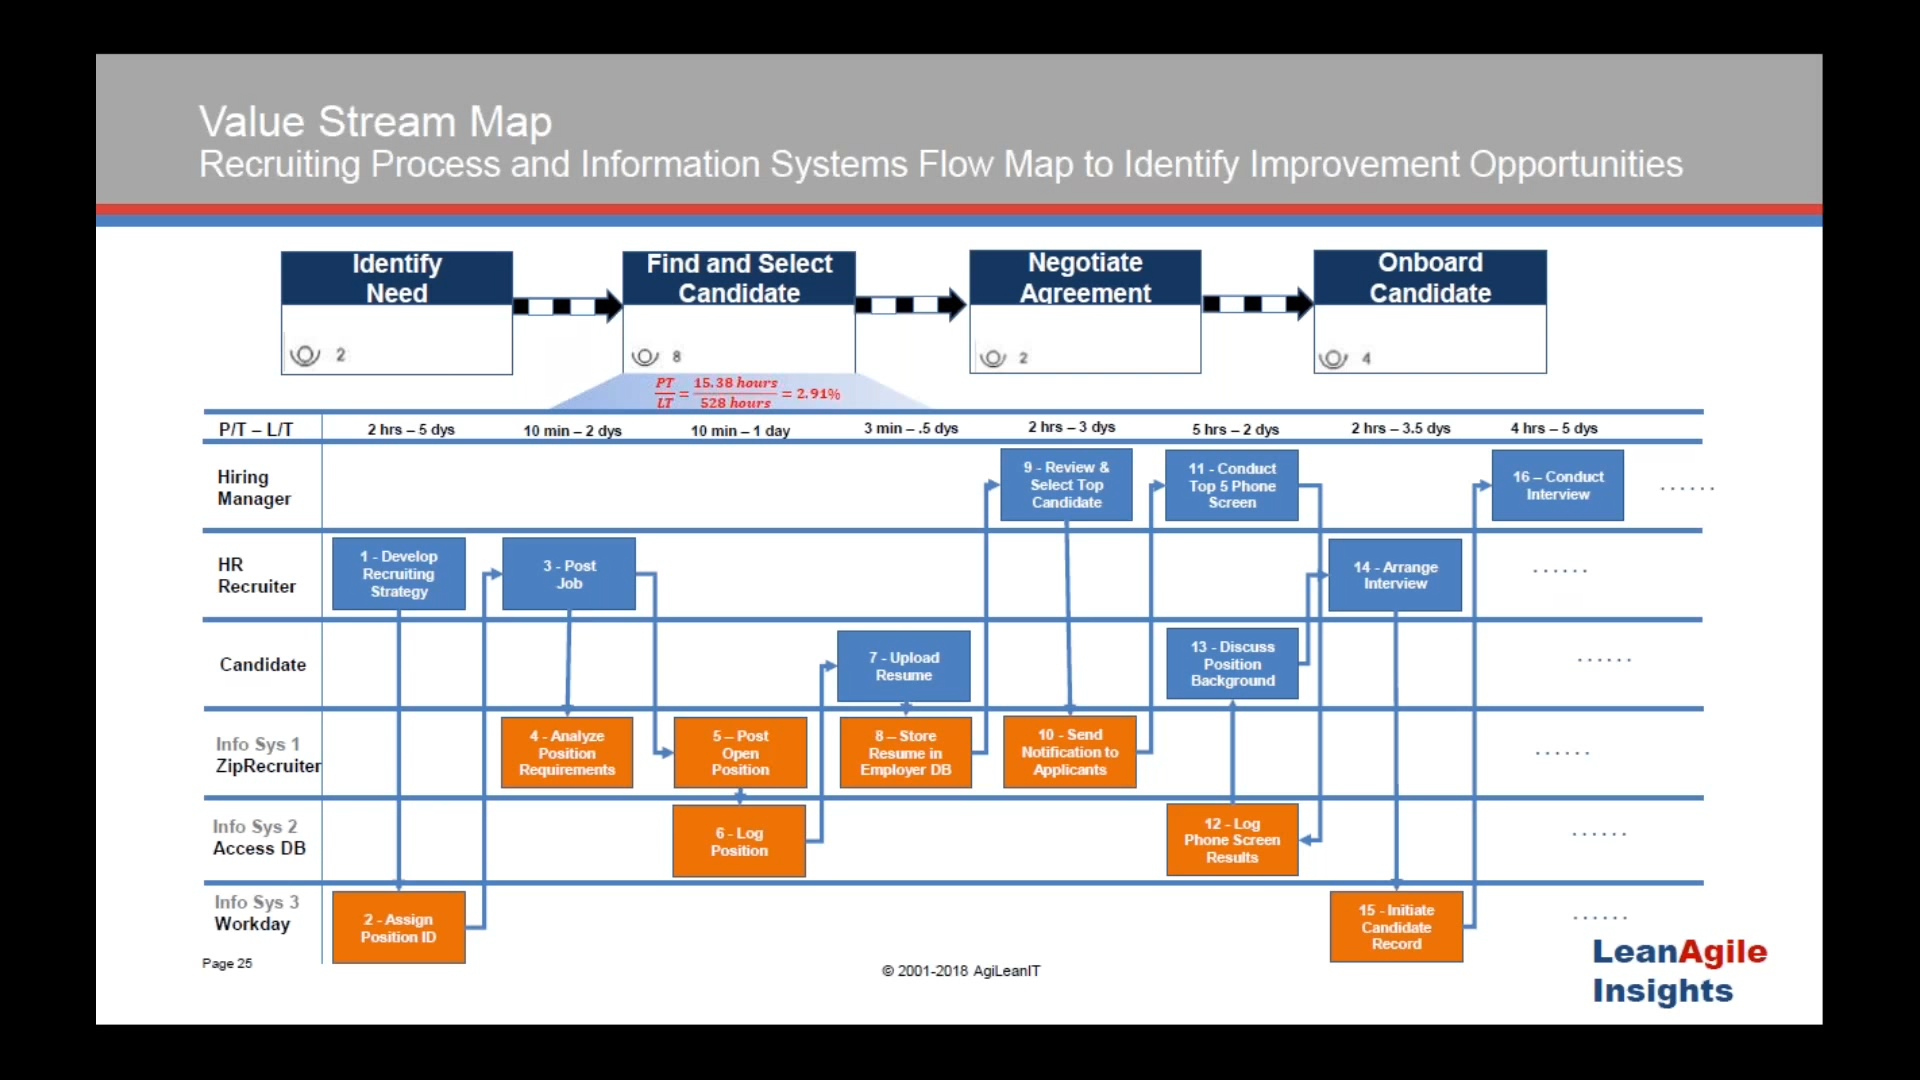 Value Stream Map
Recruiting Process and Information Systems Flow Map to Identify Improvement Opportunities
Identify
Need
2
Find and Select
Candidate
8
Negotiate
Agreement
2
Onboard
Candidate
4
PT/LT = 15.38 hours/528 hours = 2.91%
P/T – L/T
2 hrs – 5 dys
10 min – 2 dys
10 min – 1 day
3 min – .5 dys
2 hrs – 3 dys
5 hrs – 2 dys
2 hrs – 3.5 dys
4 hrs – 5 dys
Hiring
Manager
9 - Review &
Select Top
Candidate
11 - Conduct
Top 5 Phone
Screen
16 – Conduct
Interview
......
HR
Recruiter
1 - Develop
Recruiting
Strategy
3 - Post
Job
14 - Arrange
Interview
......
Candidate
7 - Upload
Resume
13 - Discuss
Position
Background
......
Info Sys 1
ZipRecruiter
4 - Analyze
Position
Requirements
5 – Post
Open
Position
8 – Store
Resume in
Employer DB
10 - Send
Notification to
Applicants
......
Info Sys 2
Access DB
6 - Log
Position
12 – Log
Phone Screen
Results
......
Info Sys 3
Workday
2 - Assign
Position ID
15 - Initiate
Candidate
Record
......
Page 25
© 2001-2018 AgiLeanIT
LeanAgile
Insights